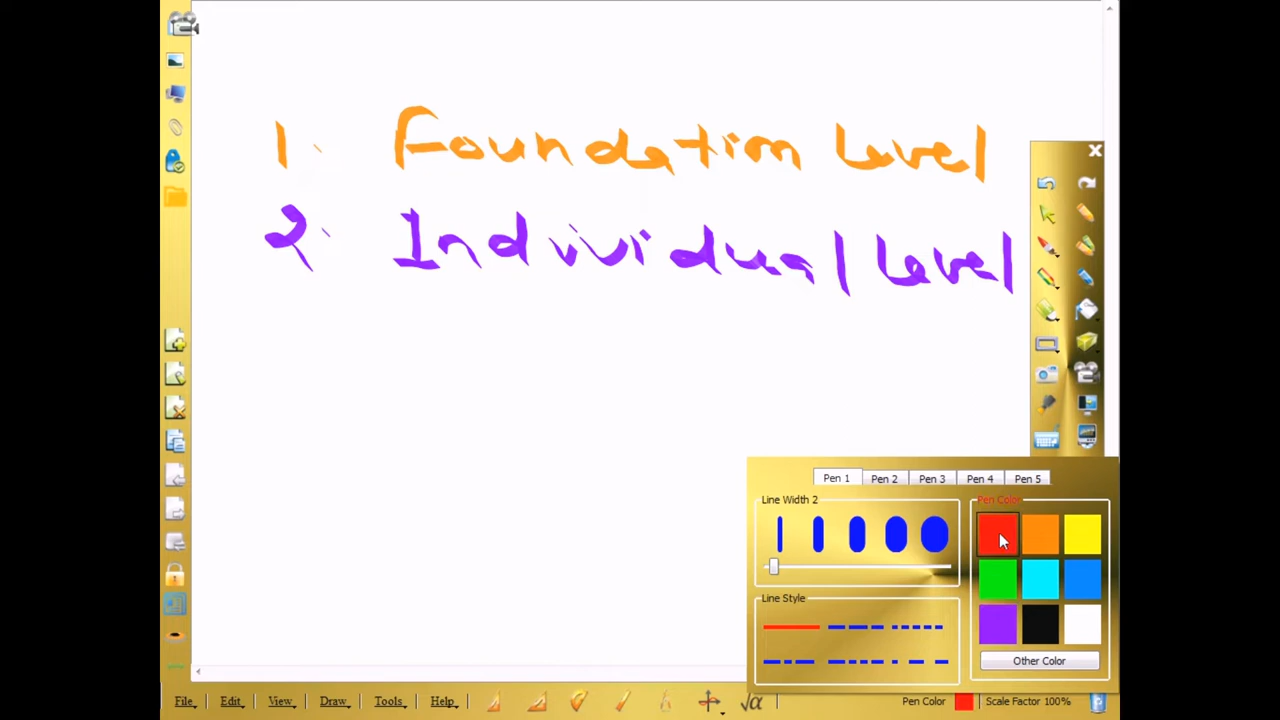 1. Foundation Level
2. Individual Level
Pen 1 Pen 2 Pen 3 Pen 4 Pen 5
Line Width 2
Pen Color
Line Style
Other Color
File Edit View Draw Tools Help √α Pen Color Scale Factor 100%